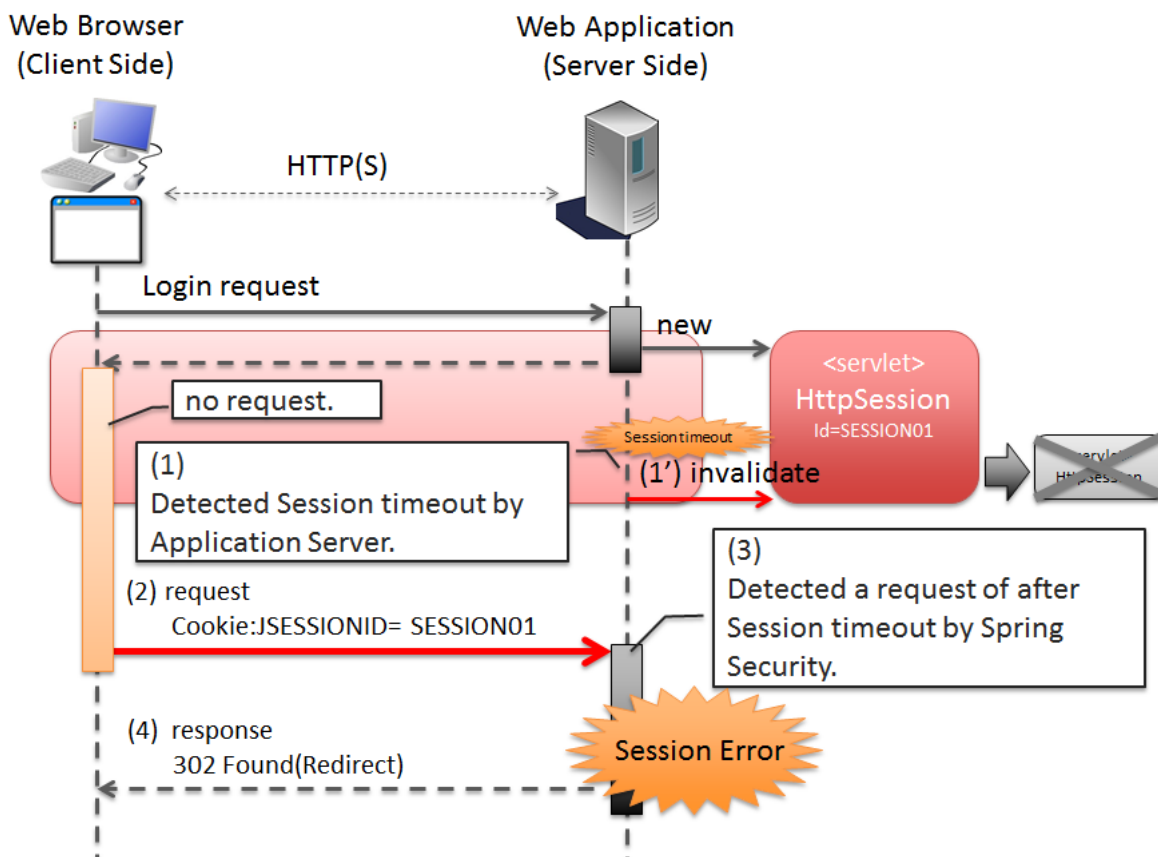 Web Browser
(Client Side)
Web Application
(Server Side)
HTTP(S)
Login request
new
<servlet>
HttpSession
Id=SESSION01
no request.
Session timeout
(1)
Detected Session timeout by
Application Server.
(1’) invalidate
<servlet>
HttpSession
(2) request
Cookie:JSESSIONID= SESSION01
(3)
Detected a request of after
Session timeout by Spring
Security.
(4) response
302 Found(Redirect)
Session Error